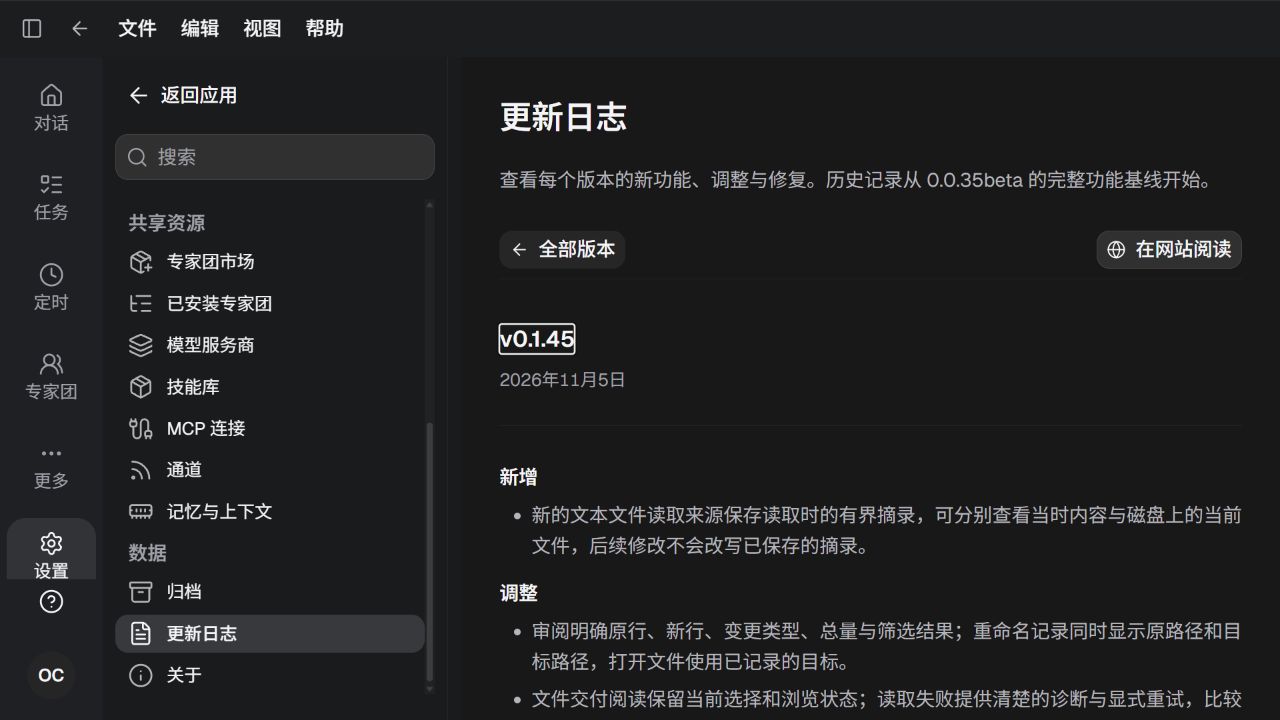 文件 编辑 视图 帮助
对话
任务
定时
专家团
更多
设置
OC
返回应用
搜索
共享资源
专家团市场
已安装专家团
模型服务商
技能库
MCP 连接
通道
记忆与上下文
数据
归档
更新日志
关于
更新日志
查看每个版本的新功能、调整与修复。历史记录从 0.0.35beta 的完整功能基线开始。
全部版本
在网站阅读
v0.1.45
2026年11月5日
新增
新的文本文件读取来源保存读取时的有界摘录，可分别查看当时内容与磁盘上的当前
文件，后续修改不会改写已保存的摘录。
调整
审阅明确原行、新行、变更类型、总量与筛选结果；重命名记录同时显示原路径和目
标路径，打开文件使用已记录的目标。
文件交付阅读保留当前选择和浏览状态；读取失败提供清楚的诊断与显式重试，比较